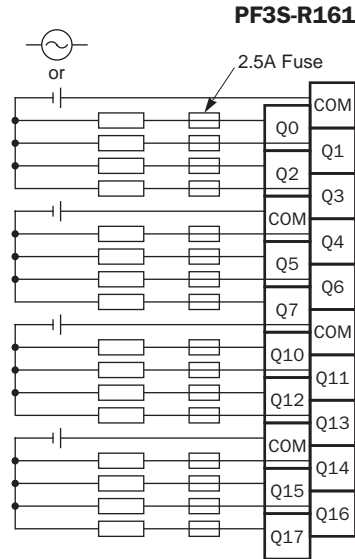 PF3S-R161
or
2.5A Fuse
COM
Q0
Q1
Q2
Q3
COM
Q4
Q5
Q6
Q7
COM
Q10
Q11
Q12
Q13
COM
Q14
Q15
Q16
Q17